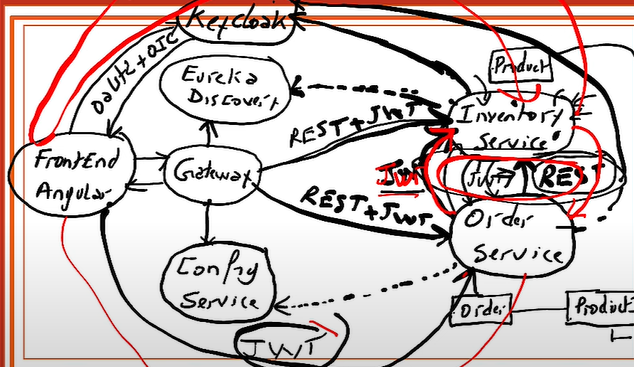 Keycloak
OAuth2 + OIC
Eureka
Discovery
Product
Inventory
Service
REST + JWT
FrontEnd
Angular
Gateway
JWT
JWT
REST
REST + JWT
Order
Service
Config
Service
Order
JWT